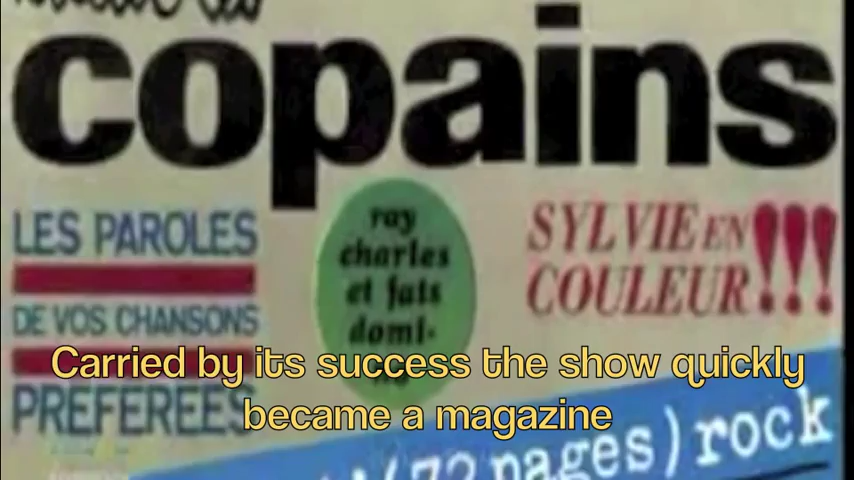 copains
LES PAROLES
DE VOS CHANSONS
PREFEREES
ray
charles
et fats
domi-
SYLVIE EN
COULEUR!!!
(72 pages) rock
Carried by its success the show quickly
became a magazine